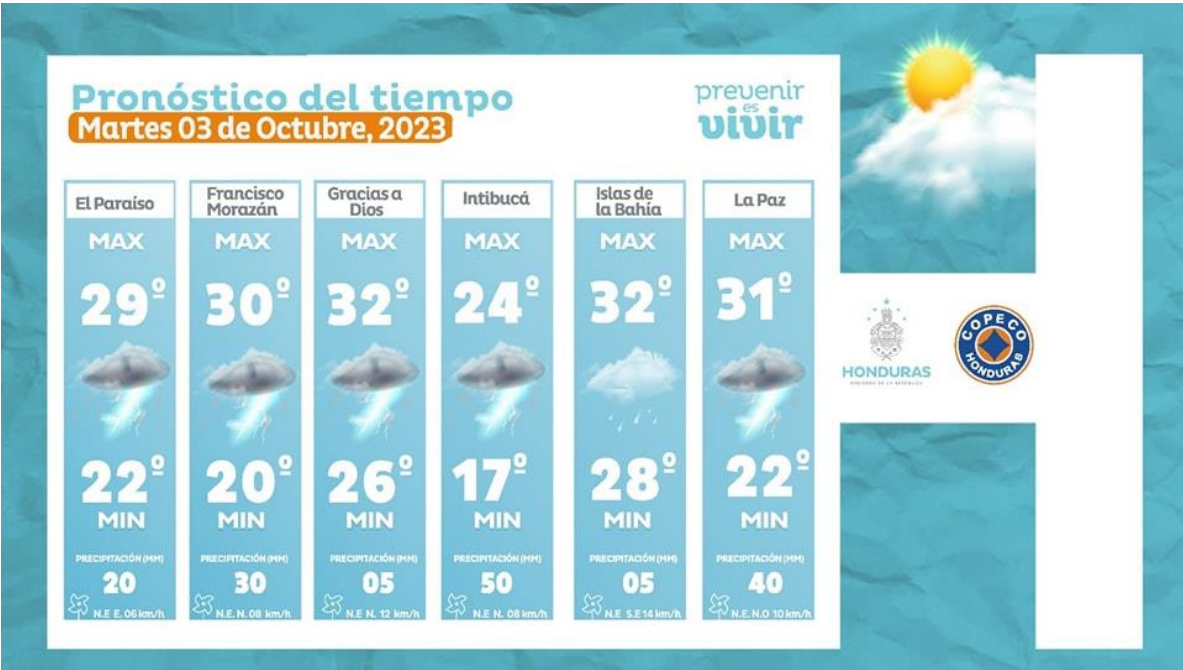 Pronóstico del tiempo
Martes 03 de Octubre, 2023
prevenir
es
vivir
El Paraíso
MAX
29º
22º
MIN
PRECIPITACIÓN (MM)
20
N.E E. 06 km/h
Francisco
Morazán
MAX
30º
20º
MIN
PRECIPITACIÓN (MM)
30
N.E. N. 08 km/h
Gracias a
Dios
MAX
32º
26º
MIN
PRECIPITACIÓN (MM)
05
N.E N. 12 km/h
Intibucá
MAX
24º
17º
MIN
PRECIPITACIÓN (MM)
50
N.E N. 08 km/h
Islas de
la Bahía
MAX
32º
28º
MIN
PRECIPITACIÓN (MM)
05
N.E S.E 14 km/h
La Paz
MAX
31º
22º
MIN
PRECIPITACIÓN (MM)
40
N.E. N.O 10 km/h
HONDURAS
GOBIERNO DE LA REPÚBLICA
COPECO
HONDURAS